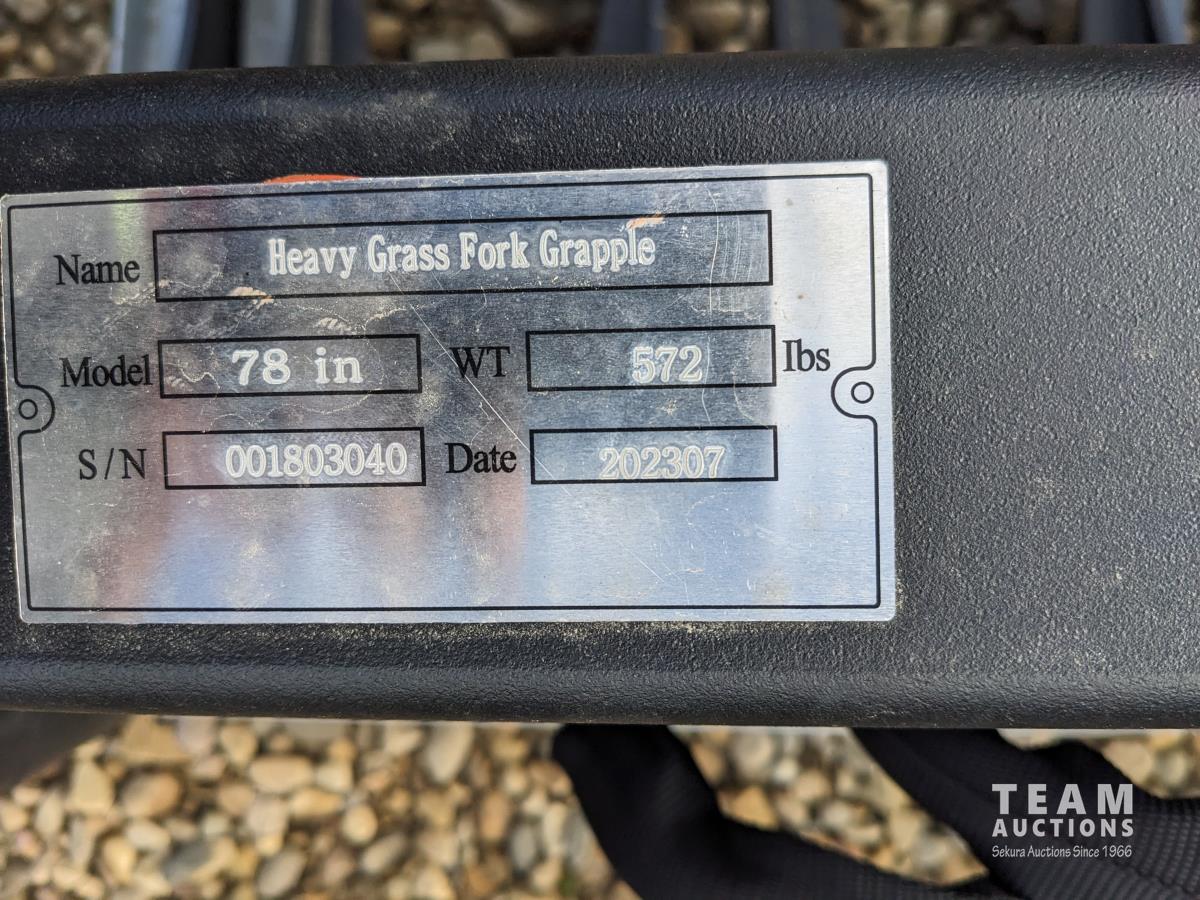 Name Heavy Grass Fork Grapple
Model 78 in WT 572 Ibs
S/N 001803040 Date 202307
TEAM
AUCTIONS
Sekura Auctions Since 1966